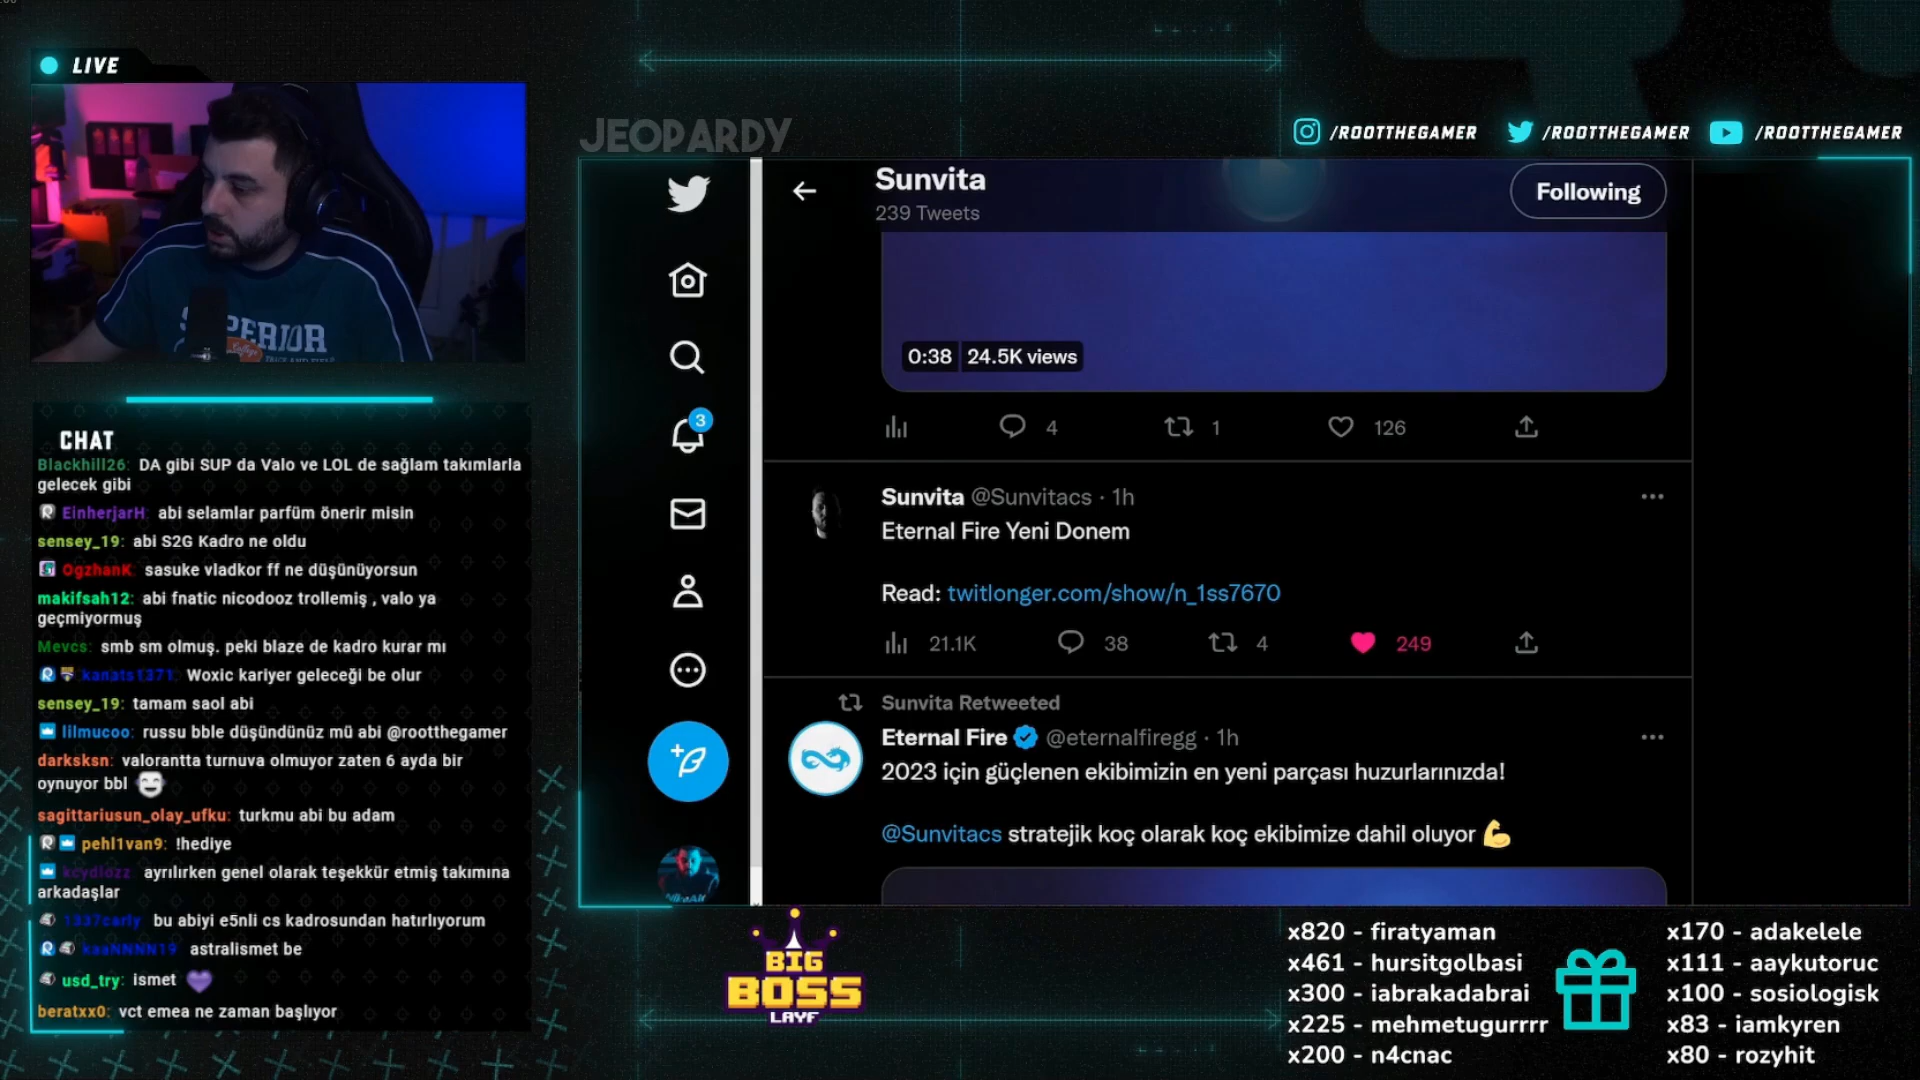 LIVE
JEOPARDY
/ROOTTHEGAMER
/ROOTTHEGAMER
/ROOTTHEGAMER
SUPERIOR
College
CHAT
Blackhill26: DA gibi SUP da Valo ve LOL de sağlam takımlarla
gelecek gibi
EinherjarH: abi selamlar parfüm önerir misin
sensey_19: abi S2G Kadro ne oldu
OgzhanK: sasuke vladkor ff ne düşünüyorsun
makifsah12: abi fnatic nicodooz trollemiş , valo ya
geçmiyormuş
Mevcs: smb sm olmuş. peki blaze de kadro kurar mı
kanats1371: Woxic kariyer geleceği be olur
sensey_19: tamam saol abi
lilmucoo: russu bble düşündünüz mü abi @rootthegamer
darksksn: valorantta turnuva olmuyor zaten 6 ayda bir
oynuyor bbl
sagittariusun_olay_ufku: turkmu abi bu adam
pehl1van9: !hediye
kcydlozz: ayrılırken genel olarak teşekkür etmiş takımına
arkadaşlar
1337carly: bu abiyi e5nli cs kadrosundan hatırlıyorum
kaaNNNN19: astralismet be
usd_try: ismet
beratxx0: vct emea ne zaman başlıyor
Sunvita
239 Tweets
Following
0:38 24.5K views
4 1 126
3
Sunvita @Sunvitacs · 1h
Eternal Fire Yeni Donem
Read: twitlonger.com/show/n_1ss7670
21.1K 38 4 249
Sunvita Retweeted
Eternal Fire @eternalfiregg · 1h
2023 için güçlenen ekibimizin en yeni parçası huzurlarınızda!
@Sunvitacs stratejik koç olarak koç ekibimize dahil oluyor
BIG
BOSS
LAYF
x820 - firatyaman
x461 - hursitgolbasi
x300 - iabrakadabrai
x225 - mehmetugurrrr
x200 - n4cnac
x170 - adakelele
x111 - aaykutoruc
x100 - sosiologisk
x83 - iamkyren
x80 - rozyhit